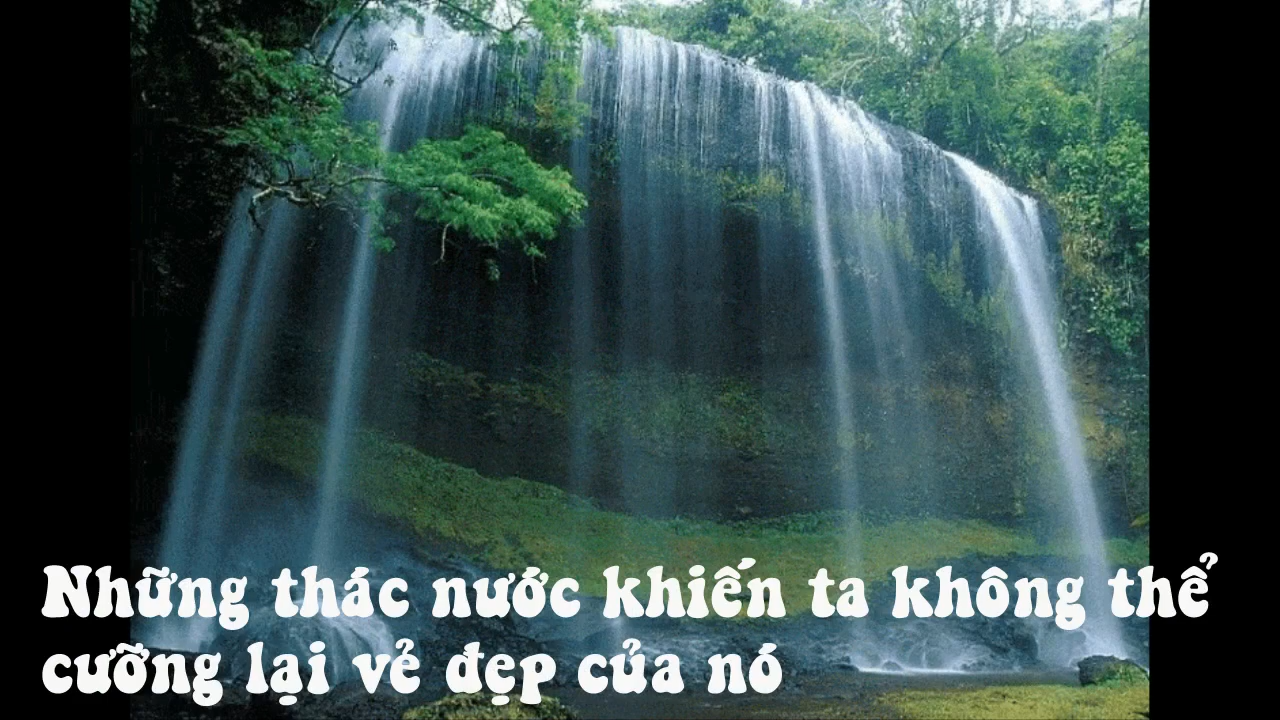 Những thác nước khiến ta không thể
cưỡng lại vẻ đẹp của nó